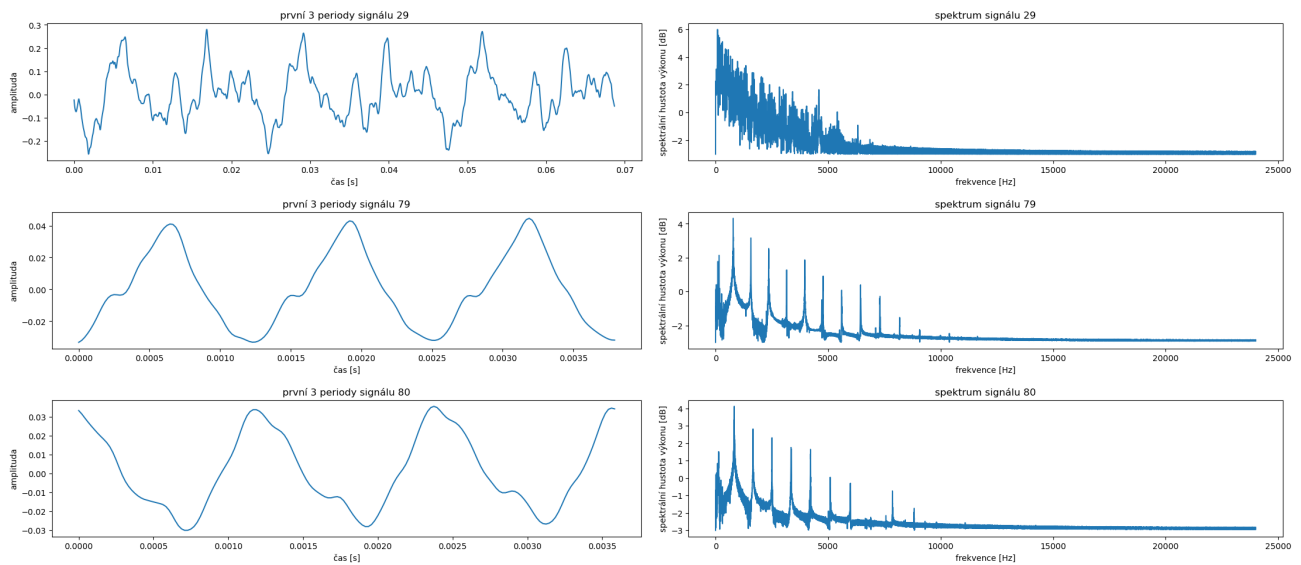 první 3 periody signálu 29
amplituda
0.3
0.2
0.1
0.0
−0.1
−0.2
0.00 0.01 0.02 0.03 0.04 0.05 0.06 0.07
čas [s]
spektrum signálu 29
spektrální hustota výkonu [dB]
6
4
2
0
−2
0 5000 10000 15000 20000 25000
frekvence [Hz]
první 3 periody signálu 79
amplituda
0.04
0.02
0.00
−0.02
0.0000 0.0005 0.0010 0.0015 0.0020 0.0025 0.0030 0.0035
čas [s]
spektrum signálu 79
spektrální hustota výkonu [dB]
4
2
0
−2
0 5000 10000 15000 20000 25000
frekvence [Hz]
první 3 periody signálu 80
amplituda
0.03
0.02
0.01
0.00
−0.01
−0.02
−0.03
0.0000 0.0005 0.0010 0.0015 0.0020 0.0025 0.0030 0.0035
čas [s]
spektrum signálu 80
spektrální hustota výkonu [dB]
4
3
2
1
0
−1
−2
−3
0 5000 10000 15000 20000 25000
frekvence [Hz]